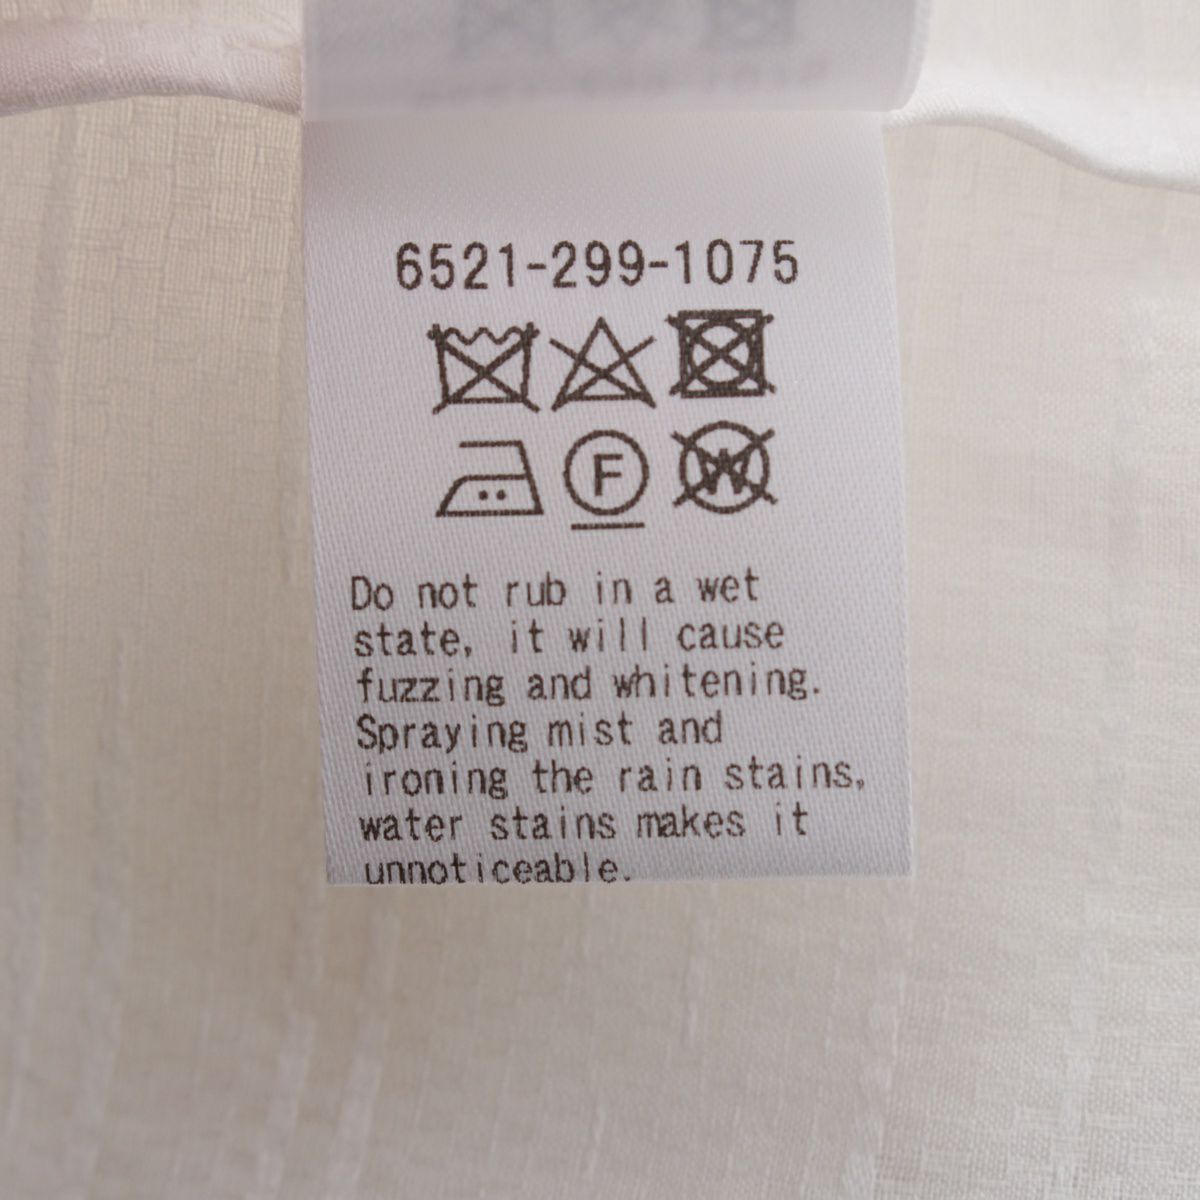 6521-299-1075
F
W
Do not rub in a wet
state, it will cause
fuzzing and whitening.
Spraying mist and
ironing the rain stains,
water stains makes it
unnoticeable.